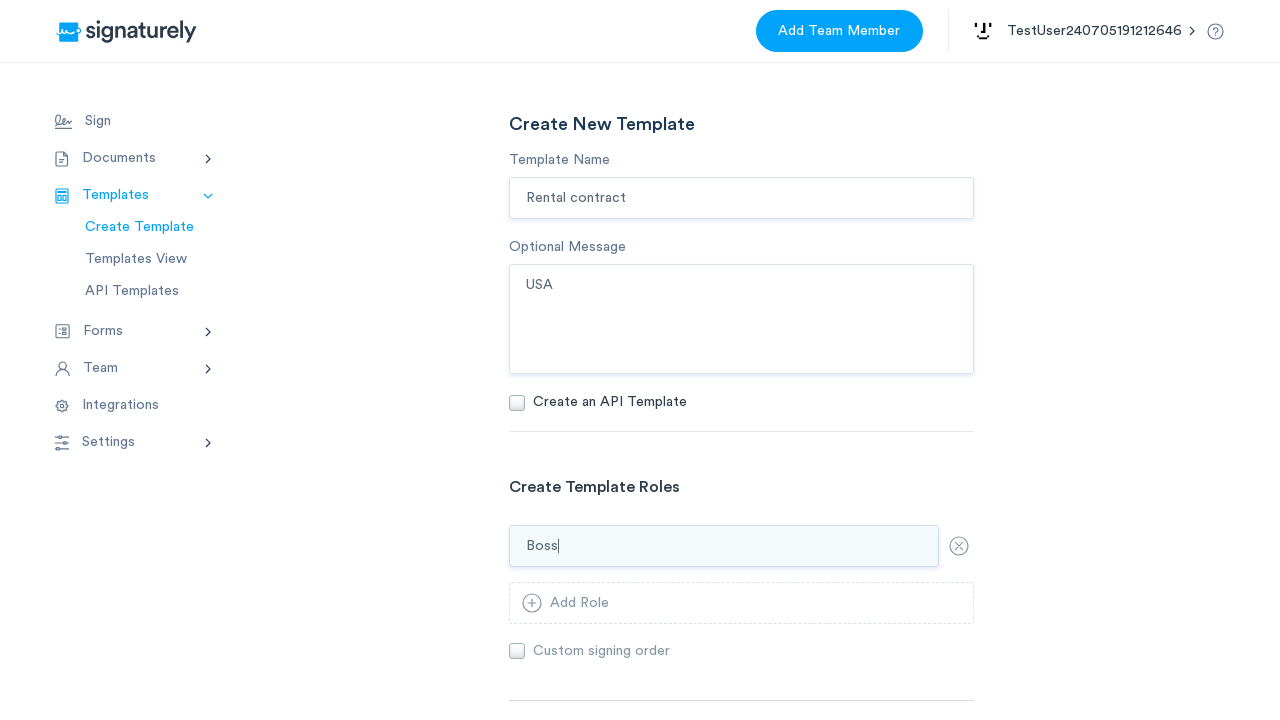 signaturely
Add Team Member
TestUser240705191212646
Sign
Documents
Templates
Create Template
Templates View
API Templates
Forms
Team
Integrations
Settings
Create New Template
Template Name
Rental contract
Optional Message
USA
Create an API Template
Create Template Roles
Boss
Add Role
Custom signing order